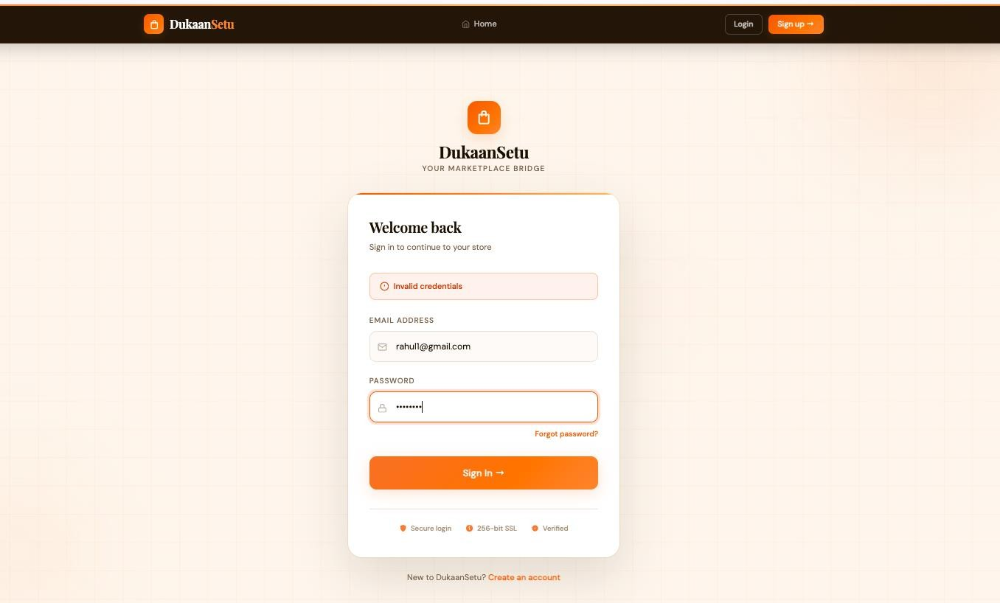 DukaanSetu
Home
Login
Sign up →
DukaanSetu
YOUR MARKETPLACE BRIDGE
Welcome back
Sign in to continue to your store
Invalid credentials
EMAIL ADDRESS
rahul1@gmail.com
PASSWORD
••••••••
Forgot password?
Sign In →
Secure login
256-bit SSL
Verified
New to DukaanSetu? Create an account